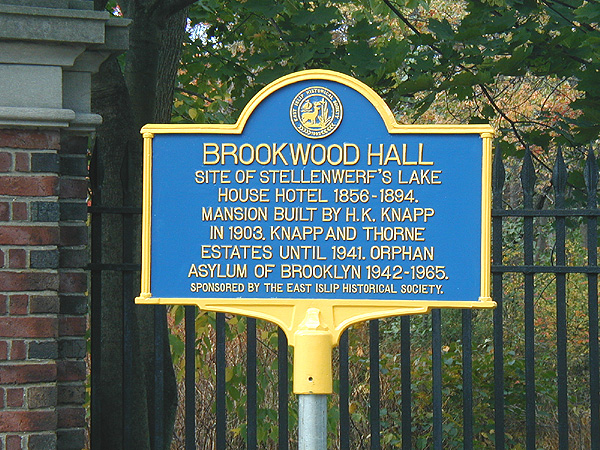 BROOKWOOD HALL
SITE OF STELLENWERF'S LAKE
HOUSE HOTEL 1856-1894.
MANSION BUILT BY H.K. KNAPP
IN 1903. KNAPP AND THORNE
ESTATES UNTIL 1941. ORPHAN
ASYLUM OF BROOKLYN 1942-1965.
SPONSORED BY THE EAST ISLIP HISTORICAL SOCIETY.